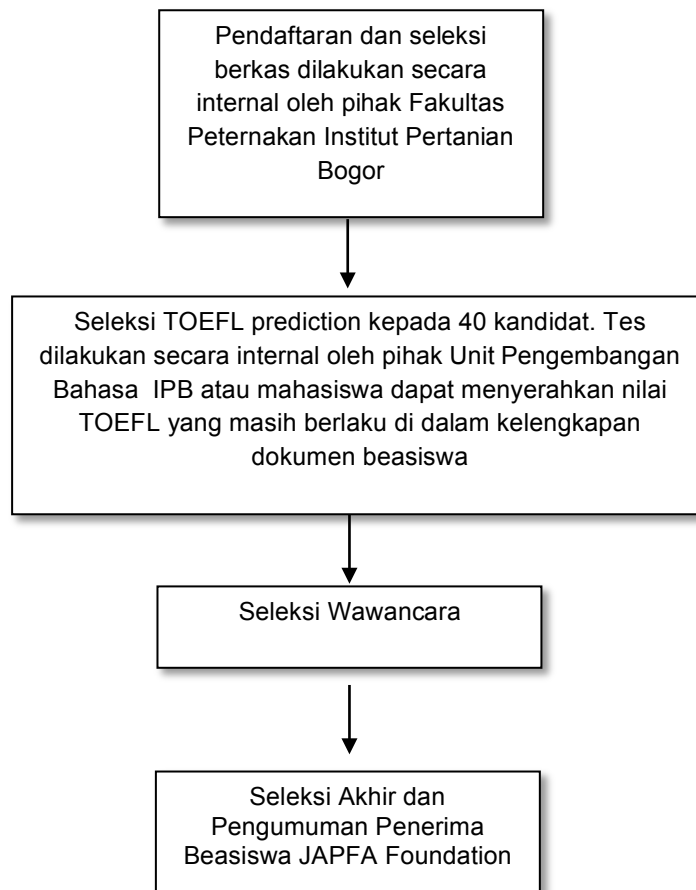 Pendaftaran dan seleksi
berkas dilakukan secara
internal oleh pihak Fakultas
Peternakan Institut Pertanian
Bogor
Seleksi TOEFL prediction kepada 40 kandidat. Tes
dilakukan secara internal oleh pihak Unit Pengembangan
Bahasa  IPB atau mahasiswa dapat menyerahkan nilai
TOEFL yang masih berlaku di dalam kelengkapan
dokumen beasiswa
Seleksi Wawancara
Seleksi Akhir dan
Pengumuman Penerima
Beasiswa JAPFA Foundation